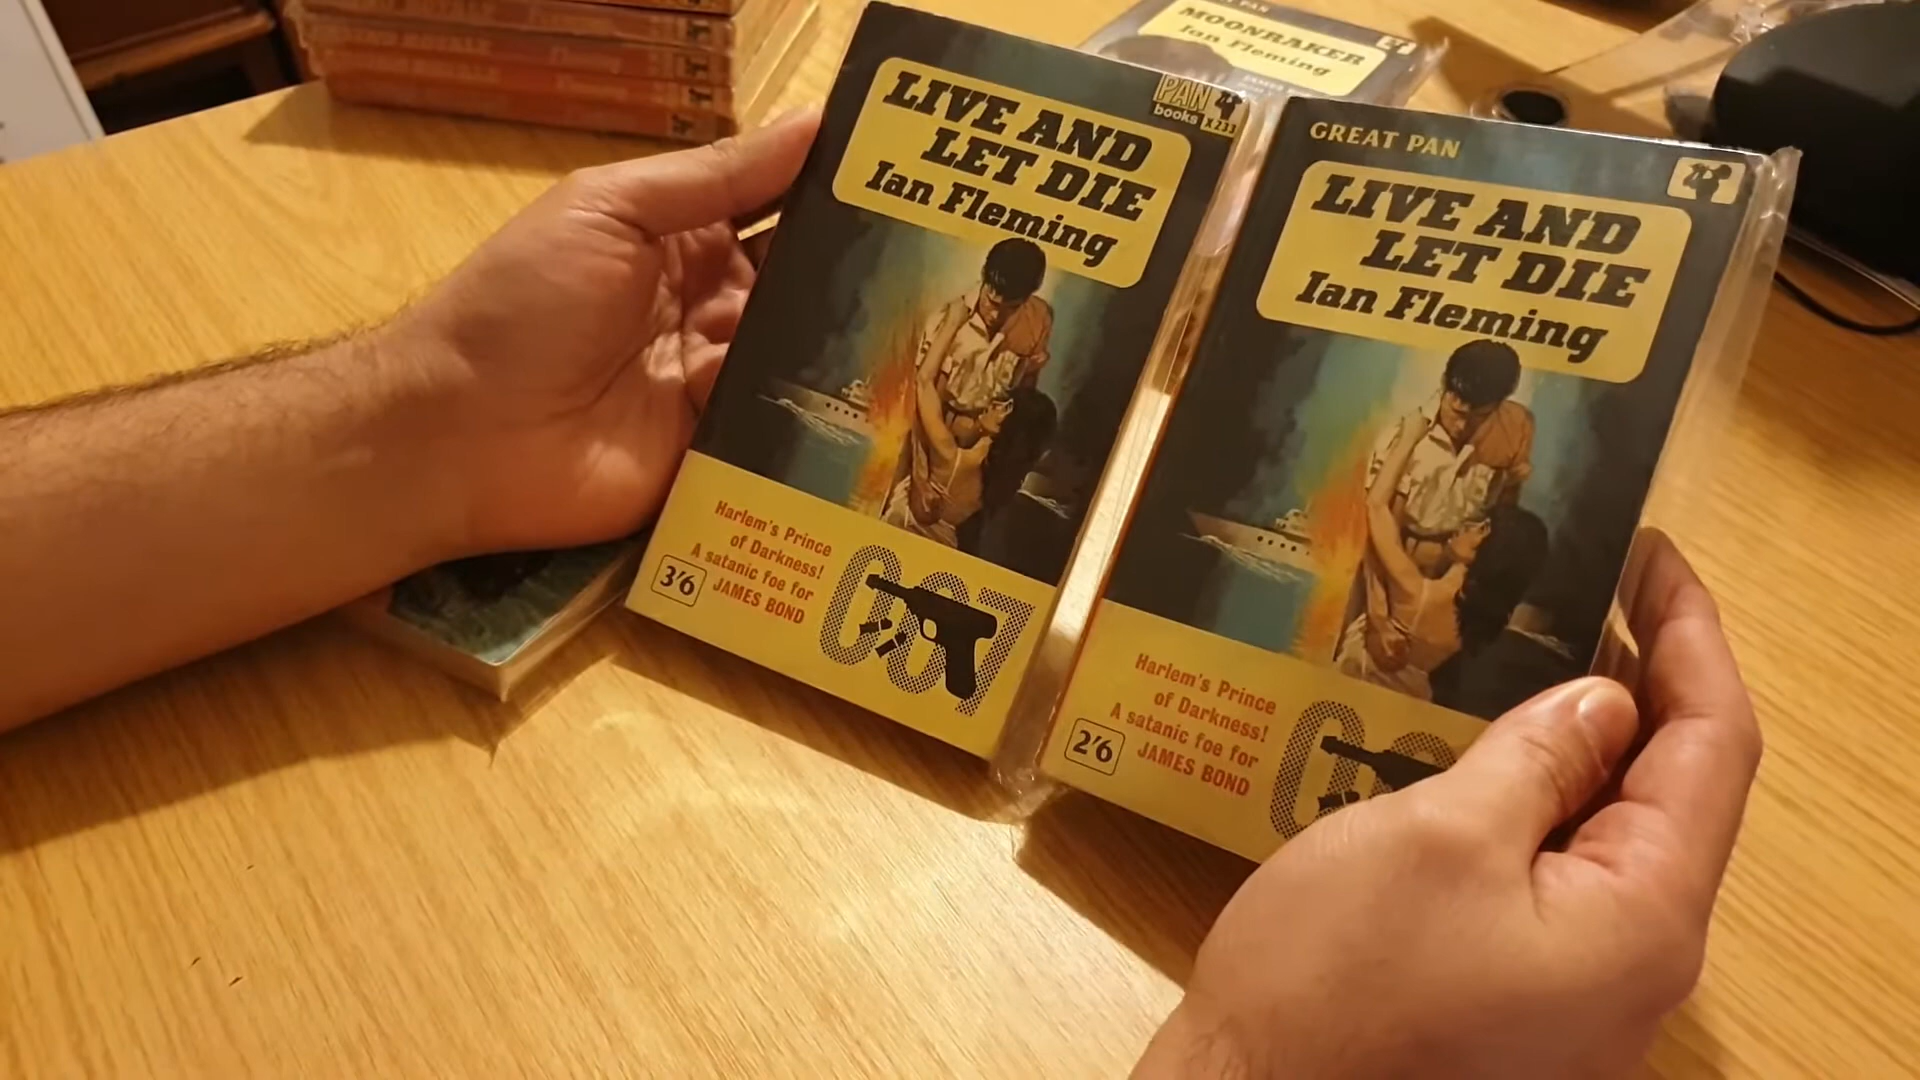 MOONRAKER
Ian Fleming
LIVE AND
LET DIE
Ian Fleming
PAN
books
X233
Harlem's Prince
of Darkness!
A satanic foe for
JAMES BOND
3'6
007
GREAT PAN
LIVE AND
LET DIE
Ian Fleming
Harlem's Prince
of Darkness!
A satanic foe for
JAMES BOND
2'6